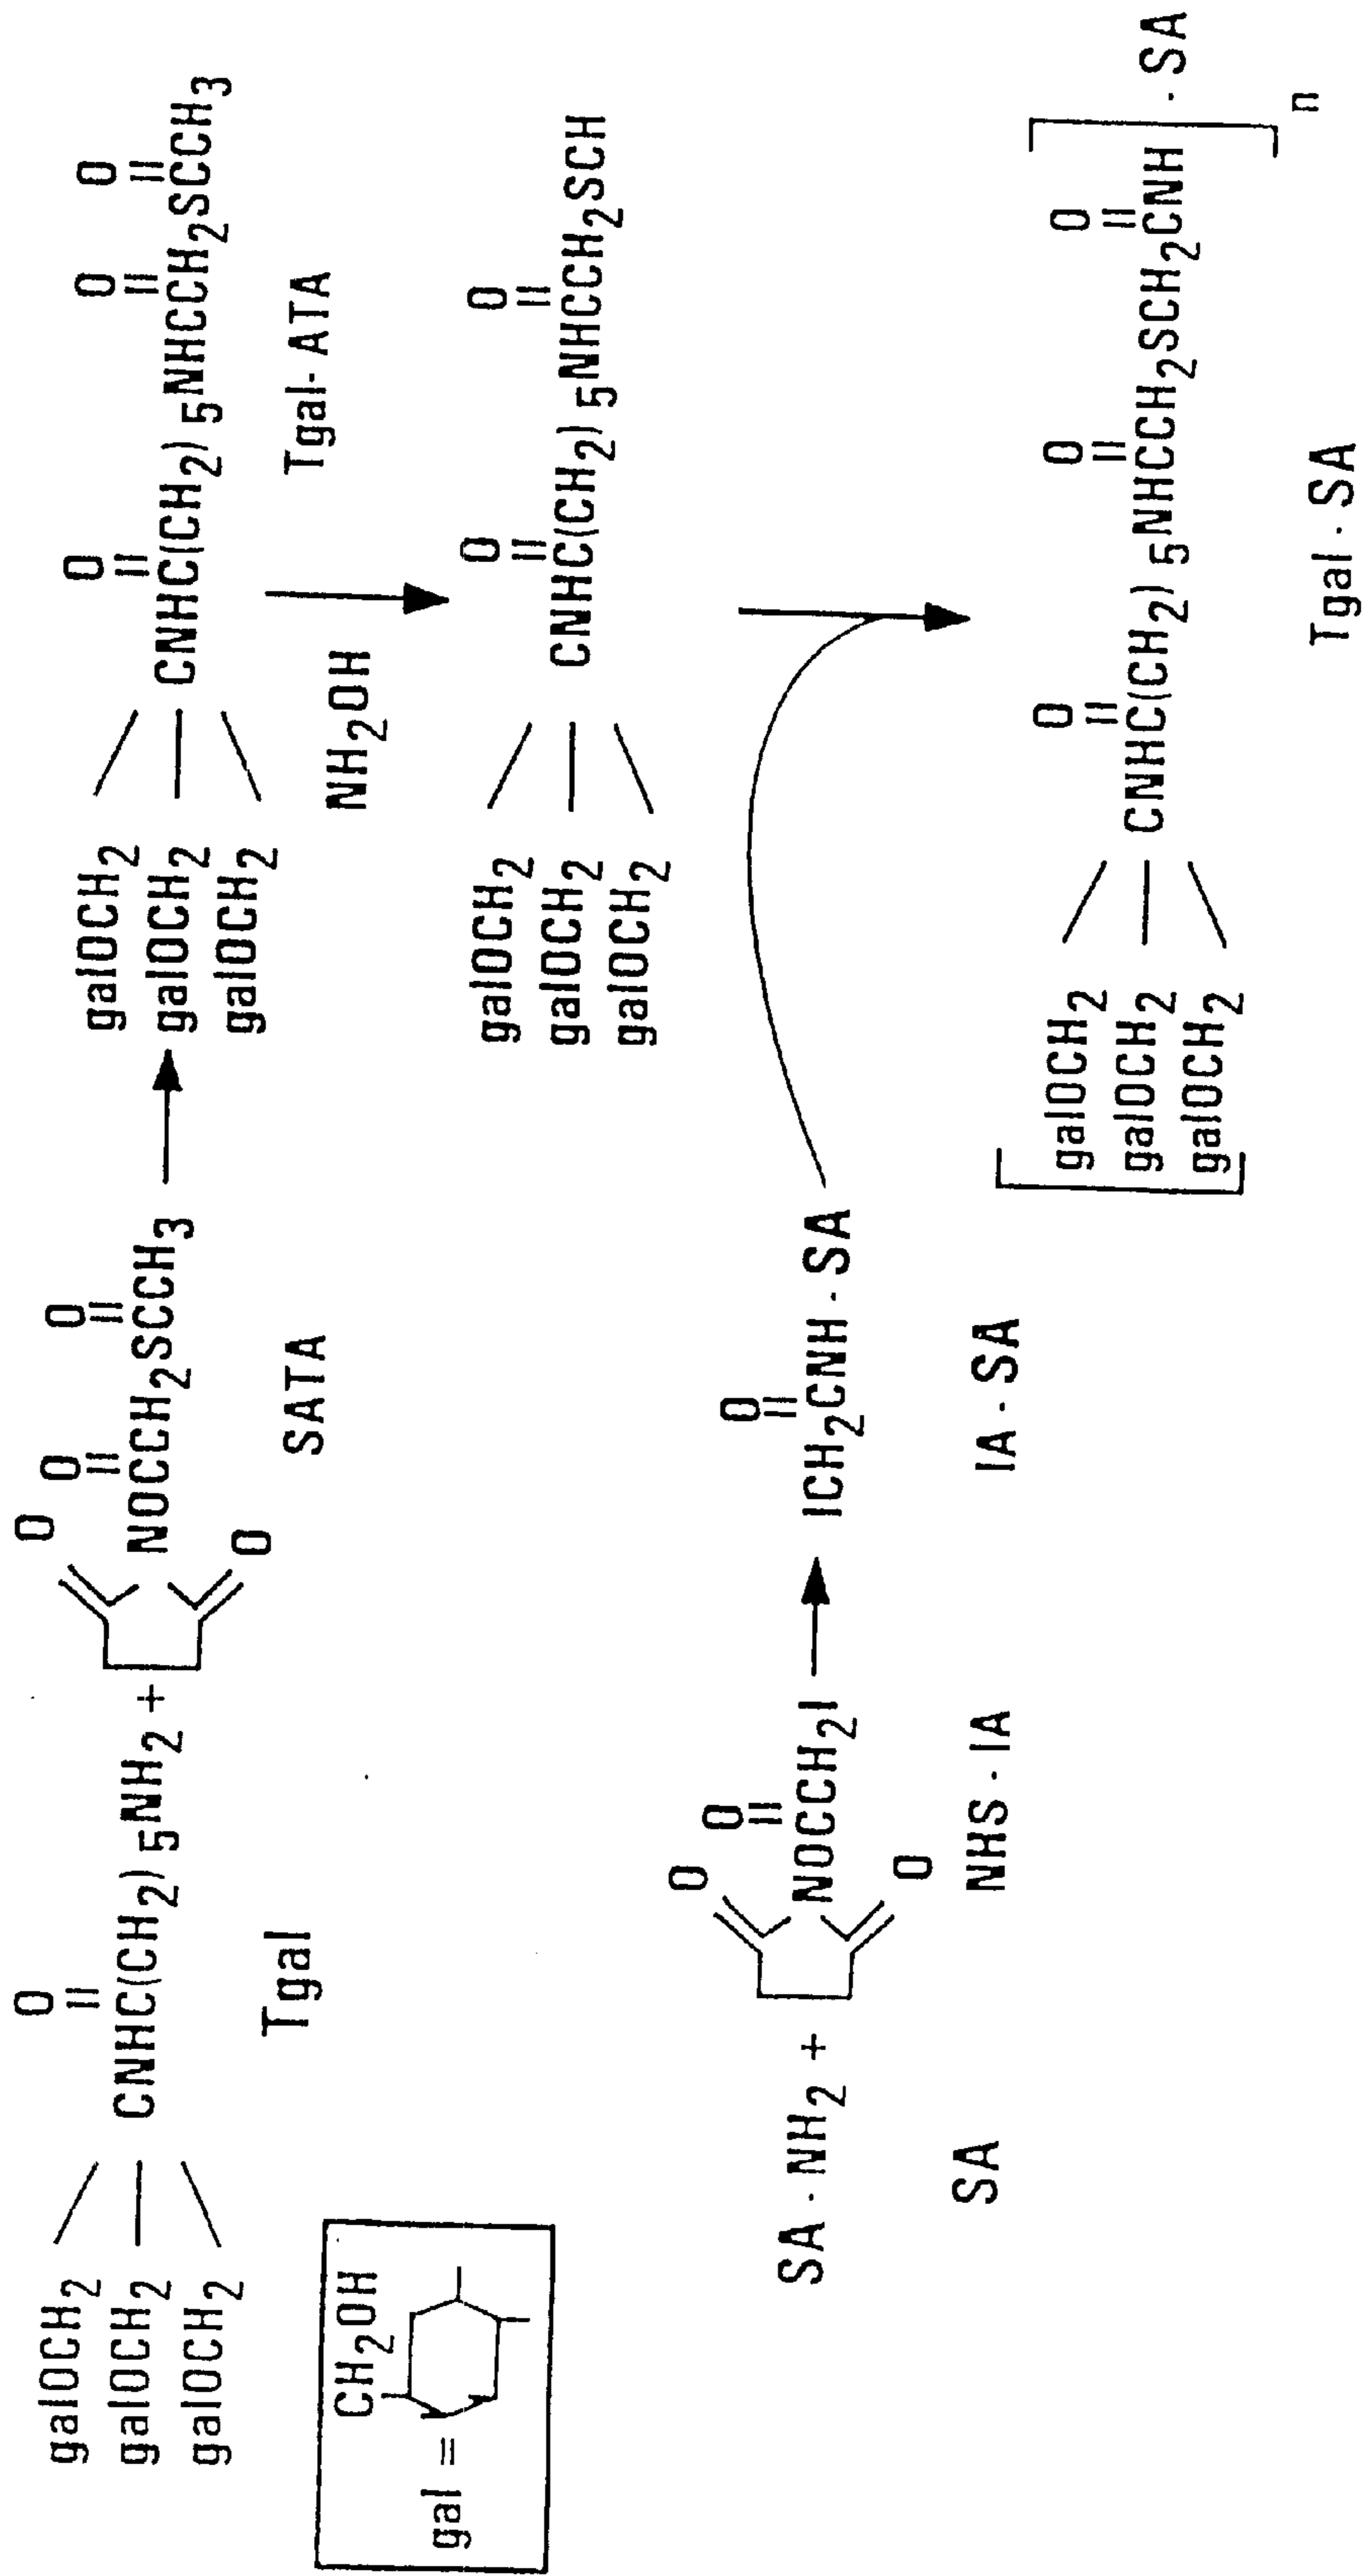 O
||
galOCH2
galOCH2 CNHC(CH2)5NH2 +
galOCH2
Tgal
O
O O
NOCCH2SCCH3
O
SATA
O O O
galOCH2
galOCH2 CNHC(CH2)5NHCCH2SCCH3
galOCH2
Tgal-ATA
NH2OH
gal =
CH2OH
O O
galOCH2
galOCH2 CNHC(CH2)5NHCCH2SCH
galOCH2
SA·NH2 +
SA
O
O
NOCCH2I
O
NHS·IA
O
ICH2CNH·SA
IA·SA
O O O
galOCH2
galOCH2 CNHC(CH2)5NHCCH2SCH2CNH ·SA
galOCH2
n
Tgal·SA